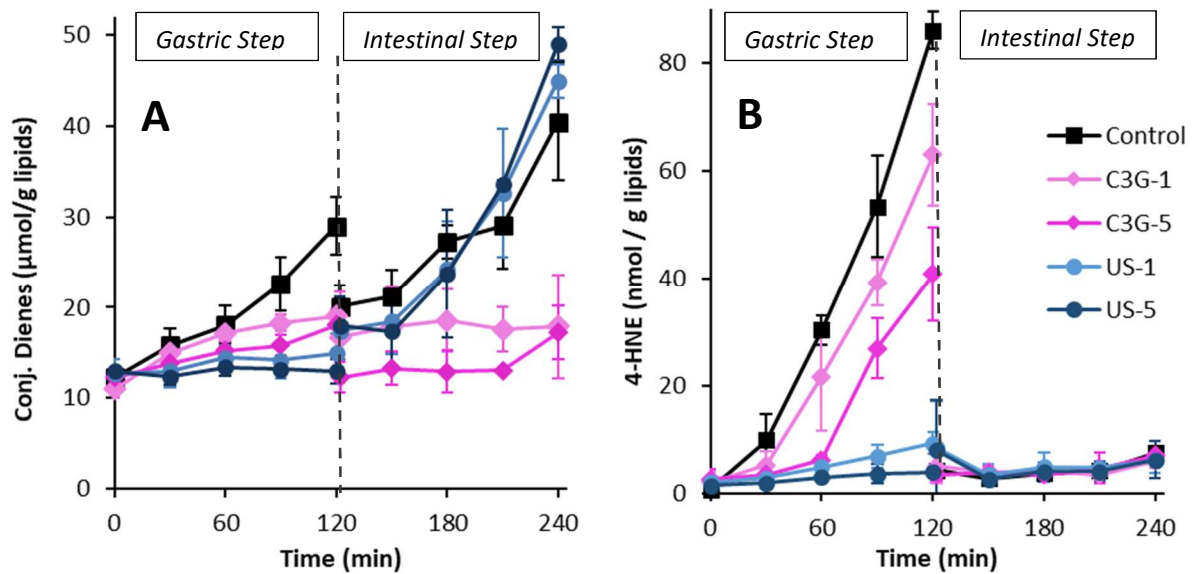 Gastric Step
Intestinal Step
A
Conj. Dienes (µmol/g lipids)
50
40
30
20
10
0
0
60
120
180
240
Time (min)
Gastric Step
Intestinal Step
B
4-HNE (nmol / g lipids)
80
60
40
20
0
0
60
120
180
240
Time (min)
Control
C3G-1
C3G-5
US-1
US-5